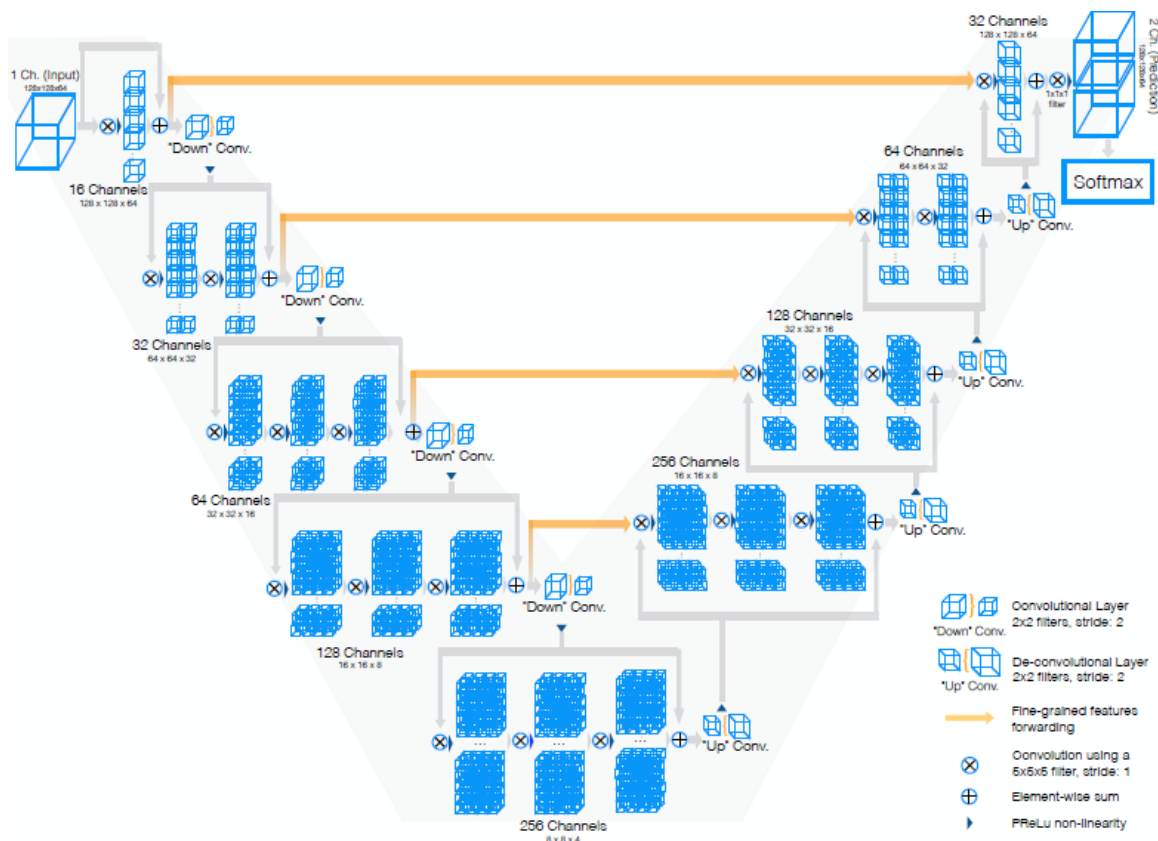 1 Ch. (Input)
128x128x64
"Down" Conv.
16 Channels
128 x 128 x 64
"Down" Conv.
32 Channels
64 x 64 x 32
"Down" Conv.
64 Channels
32 x 32 x 16
"Down" Conv.
128 Channels
16 x 16 x 8
...
...
...
256 Channels
8 x 8 x 4
"Up" Conv.
256 Channels
16 x 16 x 8
"Up" Conv.
128 Channels
32 x 32 x 16
"Up" Conv.
64 Channels
64 x 64 x 32
"Up" Conv.
32 Channels
128 x 128 x 64
1x1x1
filter
2 Ch. (Prediction)
128x128x64
Softmax
"Down" Conv.
Convolutional Layer
2x2 filters, stride: 2
"Up" Conv.
De-convolutional Layer
2x2 filters, stride: 2
Fine-grained features
forwarding
Convolution using a
5x5x5 filter, stride: 1
Element-wise sum
PReLu non-linearity